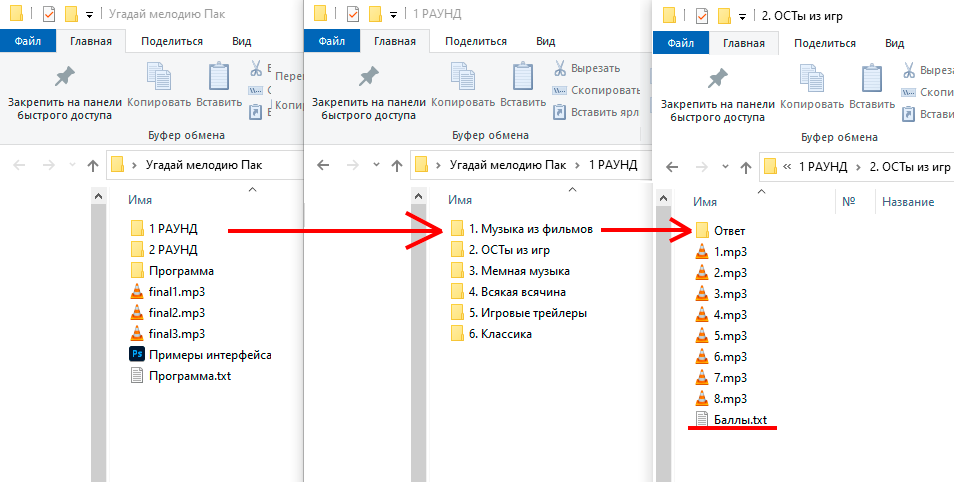 Угадай мелодию Пак
Файл Главная Поделиться Вид
Закрепить на панели быстрого доступа
Копировать
Вставить
Буфер обмена
Угадай мелодию Пак
Имя
1 РАУНД
2 РАУНД
Программа
final1.mp3
final2.mp3
final3.mp3
Примеры интерфейса
Программа.txt
1 РАУНД
Файл Главная Поделиться Вид
Закрепить на панели быстрого доступа
Копировать
Вставить
Вырезать
Скопировать
Вставить ярл
Буфер обмена
Угадай мелодию Пак > 1 РАУНД
Имя
1. Музыка из фильмов
2. ОСТы из игр
3. Мемная музыка
4. Всякая всячина
5. Игровые трейлеры
6. Классика
2. ОСТы из игр
Файл Главная Поделиться Вид
Закрепить на панели быстрого доступа
Копировать
Вставить
Вырезать
Скопировать
Вставить
Буфер обмена
« 1 РАУНД > 2. ОСТы из игр
Имя № Название
Ответ
1.mp3
2.mp3
3.mp3
4.mp3
5.mp3
6.mp3
7.mp3
8.mp3
Баллы.txt